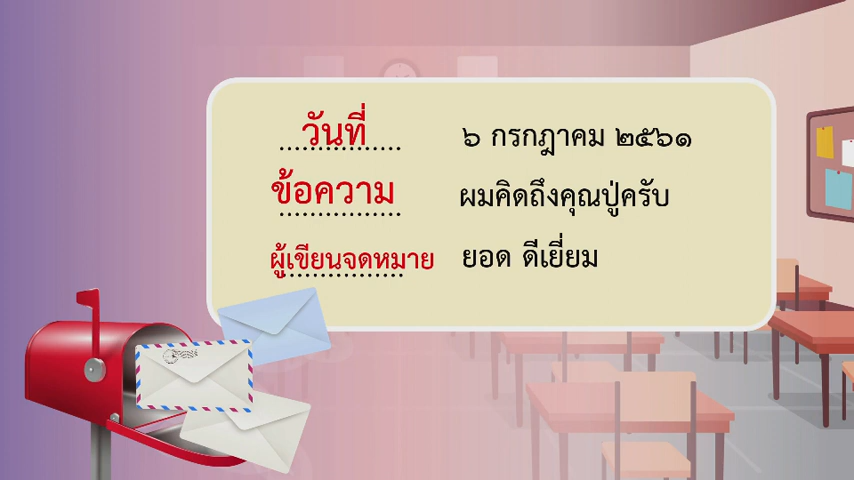 วันที่ ๖ กรกฎาคม ๒๕๖๑
ข้อความ ผมคิดถึงคุณปู่ครับ
ผู้เขียนจดหมาย ยอด ดีเยี่ยม